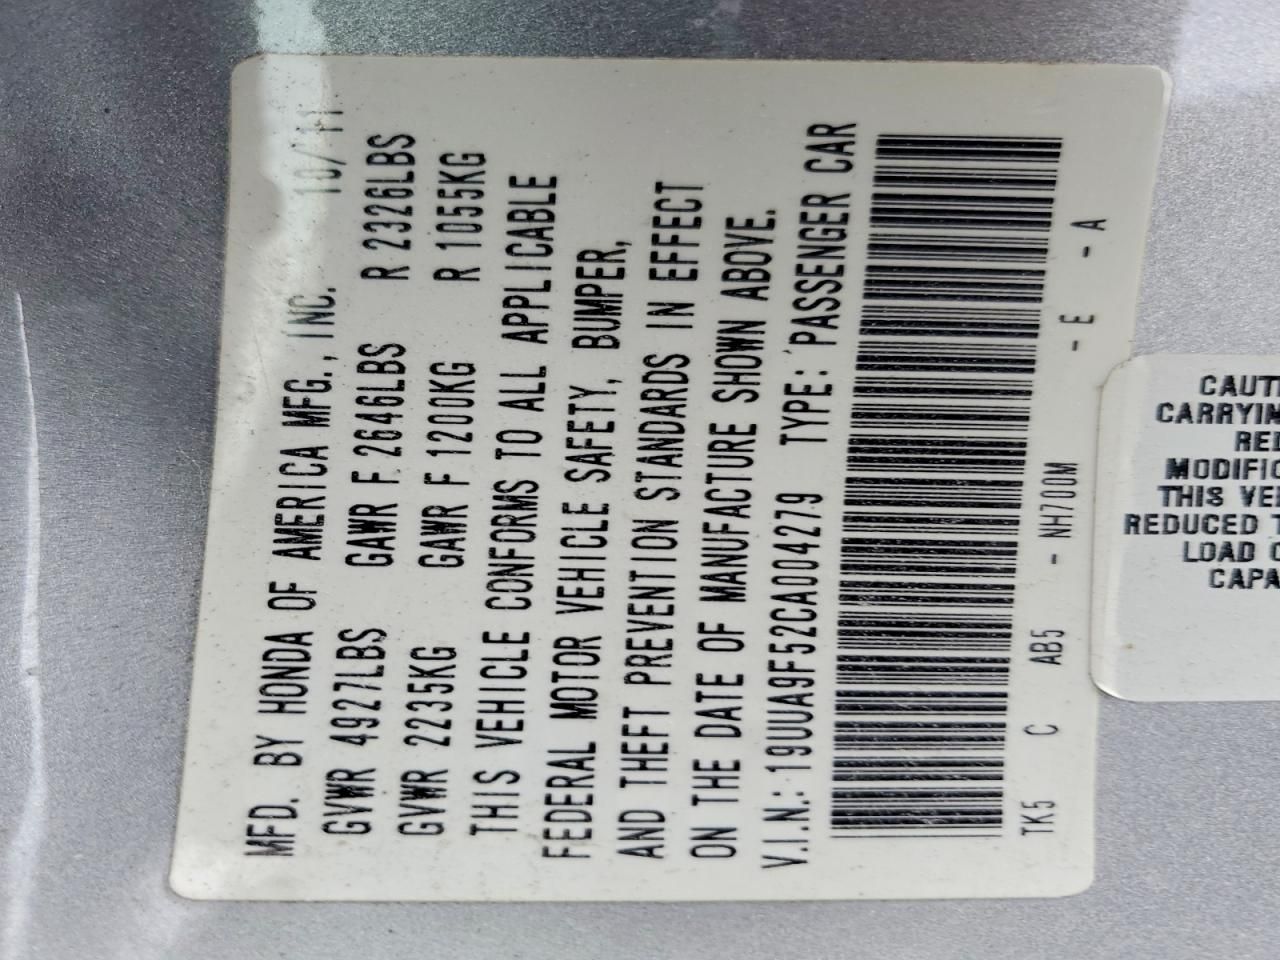 MFD. BY HONDA OF AMERICA MFG., INC. 10/11
GVWR 4927LBS GAWR F 2646LBS R 2326LBS
GVWR 2235KG GAWR F 1200KG R 1055KG
THIS VEHICLE CONFORMS TO ALL APPLICABLE
FEDERAL MOTOR VEHICLE SAFETY, BUMPER,
AND THEFT PREVENTION STANDARDS IN EFFECT
ON THE DATE OF MANUFACTURE SHOWN ABOVE.
V.I.N.: 19UUA9F52CA004279 TYPE: PASSENGER CAR
TK5 C AB5 - NH700M - E - A
CAUTI
CARRYIN
RED
MODIFIC
THIS VEH
REDUCED T
LOAD C
CAPA